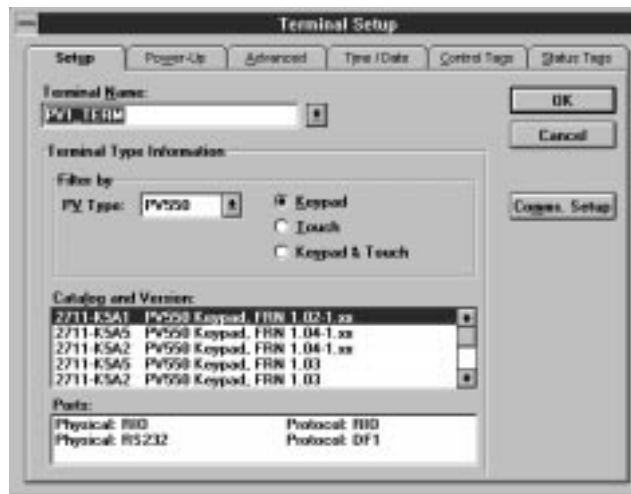 Terminal Setup
Setup Power-Up Advanced Time / Date Control Tags Status Tags
Terminal Name:
PV1_TERM
OK
Cancel
Terminal Type Information
Filter by
PV Type: PV550
Keypad
Touch
Keypad & Touch
Comms. Setup
Catalog and Version:
2711-K5A1 PV550 Keypad, FRN 1.02-1.xx
2711-K5A5 PV550 Keypad, FRN 1.04-1.xx
2711-K5A2 PV550 Keypad, FRN 1.04-1.xx
2711-K5A5 PV550 Keypad, FRN 1.03
2711-K5A2 PV550 Keypad, FRN 1.03
Ports:
Physical: RIO Protocol: RIO
Physical: RS232 Protocol: DF1